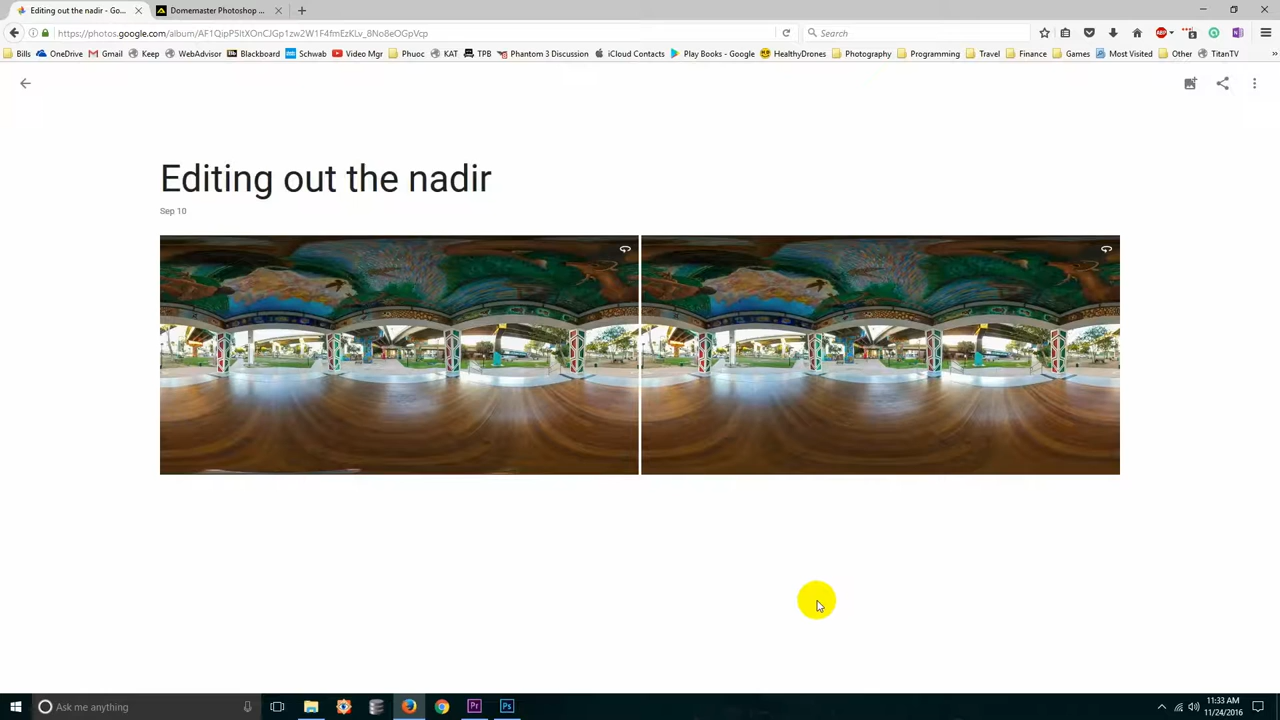 Editing out the nadir - Go...
Domemaster Photoshop ...
https://photos.google.com/album/AF1QipPSltXOnCJGp1zw2W1F4fmEzKLv_8No8eOGpVcp
Search
Bills
OneDrive
Gmail
Keep
WebAdvisor
Blackboard
Schwab
Video Mgr
Phuoc
KAT
TPB
Phantom 3 Discussion
iCloud Contacts
Play Books - Google
HealthyDrones
Photography
Programming
Travel
Finance
Games
Most Visited
Other
TitanTV
Editing out the nadir
Sep 10
Ask me anything
Pr
Ps
11:33 AM
11/24/2016